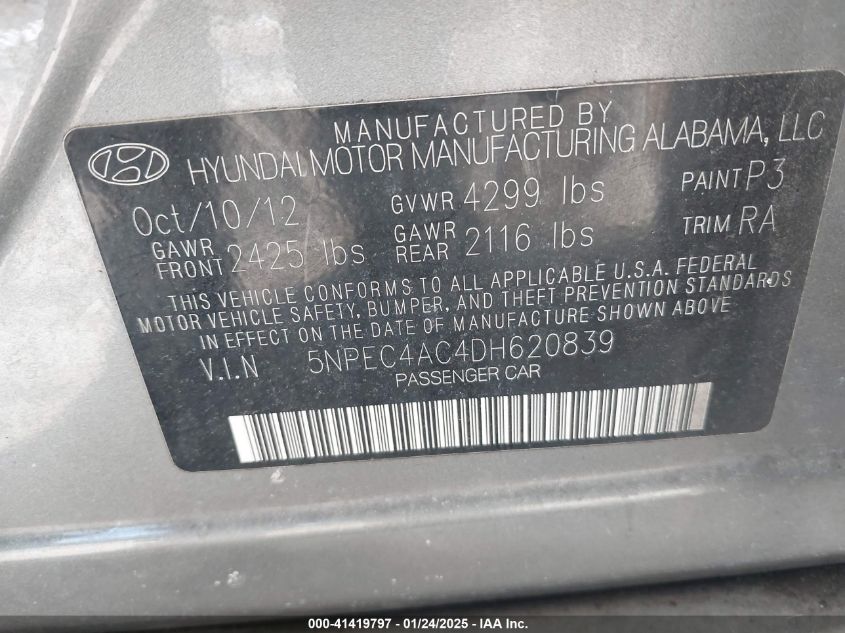 MANUFACTURED BY
HYUNDAI MOTOR MANUFACTURING ALABAMA, LLC
Oct/10/12 GVWR 4299 lbs PAINT P3
GAWR FRONT 2425 lbs GAWR REAR 2116 lbs TRIM RA
THIS VEHICLE CONFORMS TO ALL APPLICABLE U.S.A. FEDERAL
MOTOR VEHICLE SAFETY, BUMPER, AND THEFT PREVENTION STANDARDS
IN EFFECT ON THE DATE OF MANUFACTURE SHOWN ABOVE
V.I.N 5NPEC4AC4DH620839
PASSENGER CAR
000-41419797 - 01/24/2025 - IAA Inc.